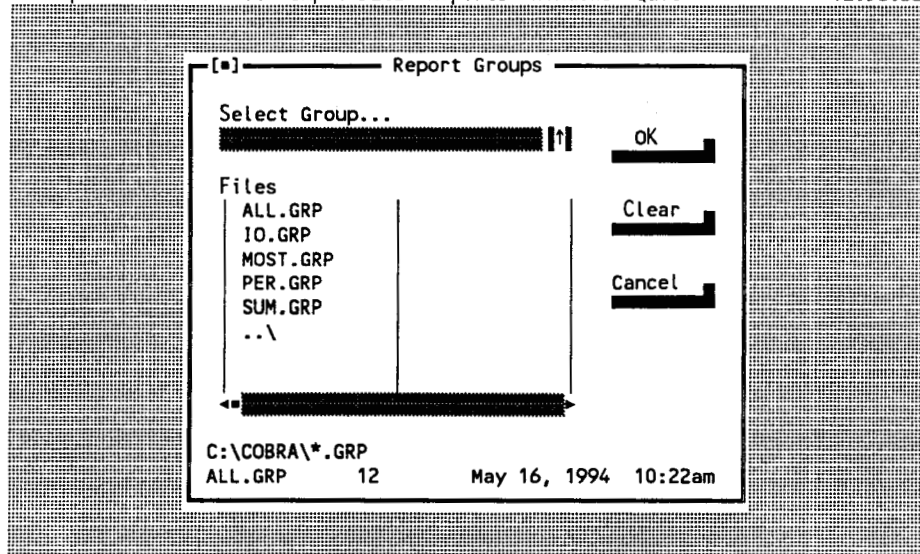 [■] Report Groups
Select Group...
↑
OK
Files
ALL.GRP
Clear
IO.GRP
MOST.GRP
PER.GRP
Cancel
SUM.GRP
..\
C:\COBRA\*.GRP
ALL.GRP 12 May 16, 1994 10:22am